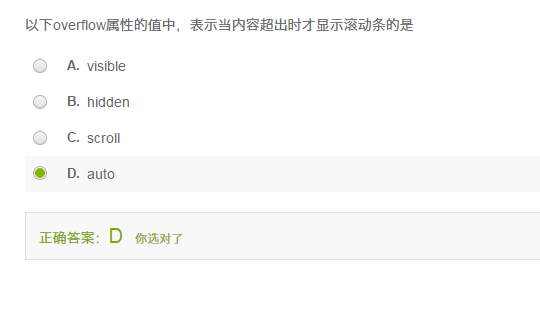 以下overflow属性的值中，表示当内容超出时才显示滚动条的是
A. visible
B. hidden
C. scroll
D. auto
正确答案：D 你选对了